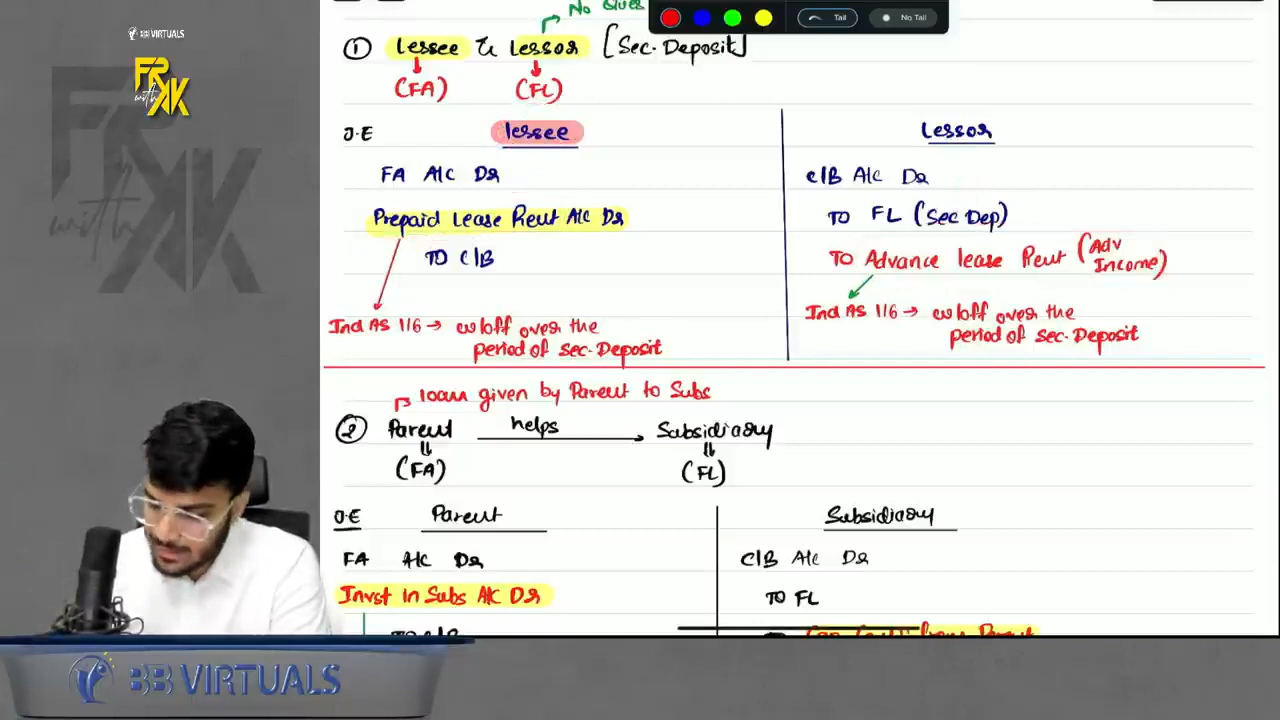 BB VIRTUALS
FR
with
AK
No Ques
Tail
No Tail
① Lessee & Lessor [Sec. Deposit]
(FA) (FL)
J.E Lessee
FA A/c Dr
Prepaid Lease Rent A/c Dr
TO C/B
Ind AS 116 → w/off over the
period of Sec. Deposit
Lessor
C/B A/c Dr
TO FL (Sec Dep)
TO Advance lease Rent (Adv
Income)
Ind AS 116 → w/off over the
period of Sec. Deposit
loan given by Parent to Subs
② Parent helps Subsidiary
(FA) (FL)
J.E Parent
FA A/c Dr
Invst in Subs A/c Dr
TO C/B
Subsidiary
C/B A/c Dr
TO FL
BB VIRTUALS